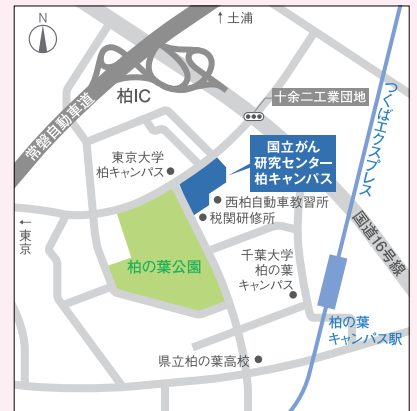 N
↑土浦
柏IC
常磐自動車道
十余二工業団地
つくばエクスプレス
東京大学
柏キャンパス
国立がん
研究センター
柏キャンパス
西柏自動車教習所
税関研修所
←
東京
国道16号線
柏の葉公園
千葉大学
柏の葉
キャンパス
柏の葉
キャンパス駅
県立柏の葉高校